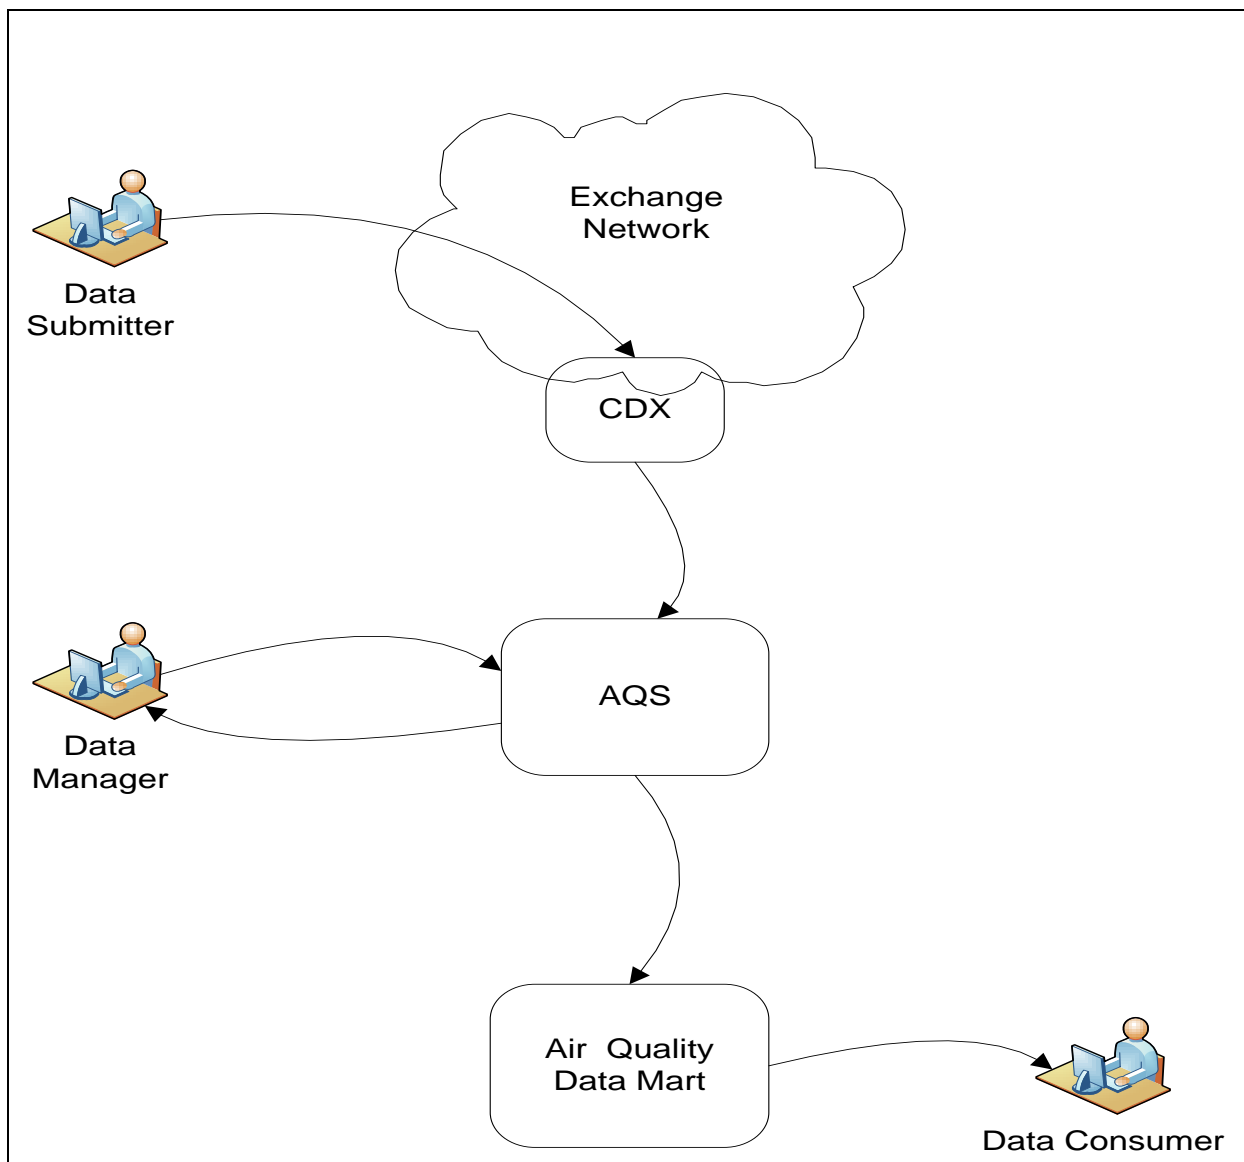 Exchange
Network
Data
Submitter
CDX
AQS
Data
Manager
Air Quality
Data Mart
Data Consumer